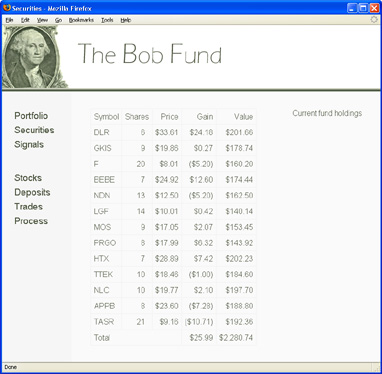 Securities - Mozilla Firefox
File Edit View Go Bookmarks Tools Help
The Bob Fund
Portfolio
Securities
Signals
Stocks
Deposits
Trades
Process
Symbol Shares Price Gain Value
DLR 6 $33.61 $24.18 $201.66
GKIS 9 $19.86 $0.27 $178.74
F 20 $8.01 ($5.20) $160.20
BEBE 7 $24.92 $12.60 $174.44
NDN 13 $12.50 ($5.20) $162.50
LGF 14 $10.01 $0.42 $140.14
MOS 9 $17.05 $2.07 $153.45
PRGO 8 $17.99 $6.32 $143.92
HTX 7 $28.89 $7.42 $202.23
TTEK 10 $18.46 ($1.00) $184.60
NLC 10 $19.77 $2.10 $197.70
APPB 8 $23.60 ($7.28) $188.80
TASR 21 $9.16 ($10.71) $192.36
Total $25.99 $2,280.74
Current fund holdings
Done